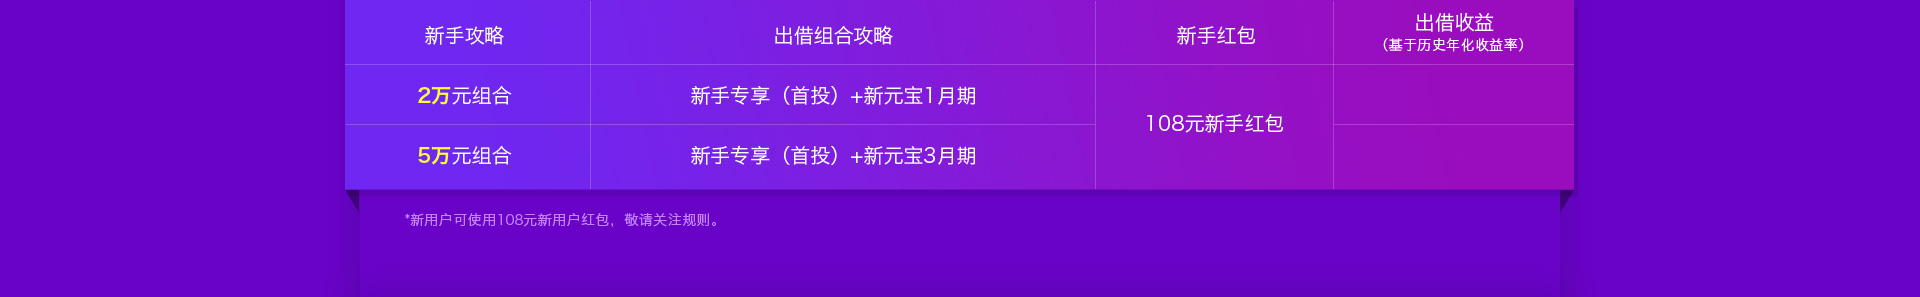 新手攻略 出借组合攻略 新手红包 出借收益
（基于历史年化收益率）
2万元组合 新手专享（首投）+新元宝1月期
108元新手红包
5万元组合 新手专享（首投）+新元宝3月期
*新用户可使用108元新用户红包，敬请关注规则。